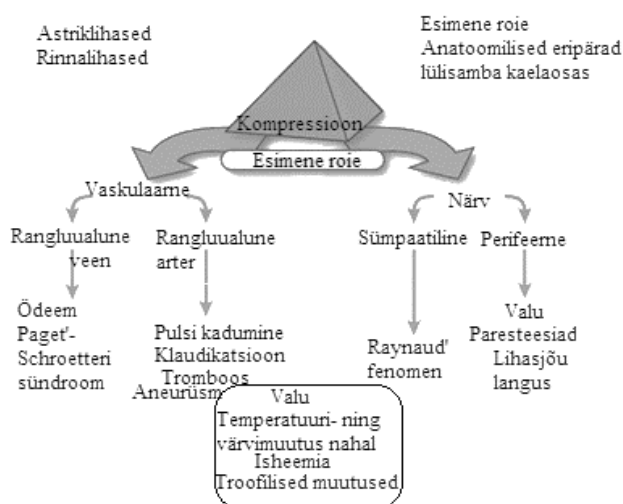 Astriklihased
Rinnalihased
Esimene roie
Anatoomilised eripärad
lülisamba kaelaosas
Kompressioon
Esimene roie
Vaskulaarne
Närv
Rangluualune
veen
Rangluualune
arter
Sümpaatiline
Perifeerne
Ödeem
Paget'-
Schroetteri
sündroom
Pulsi kadumine
Klaudikatsioon
Tromboos
Aneurüsm
Raynaud'
fenomen
Valu
Paresteesiad
Lihasjõu
langus
Valu
Temperatuuri- ning
värvimuutus nahal
Isheemia
Troofilised muutused